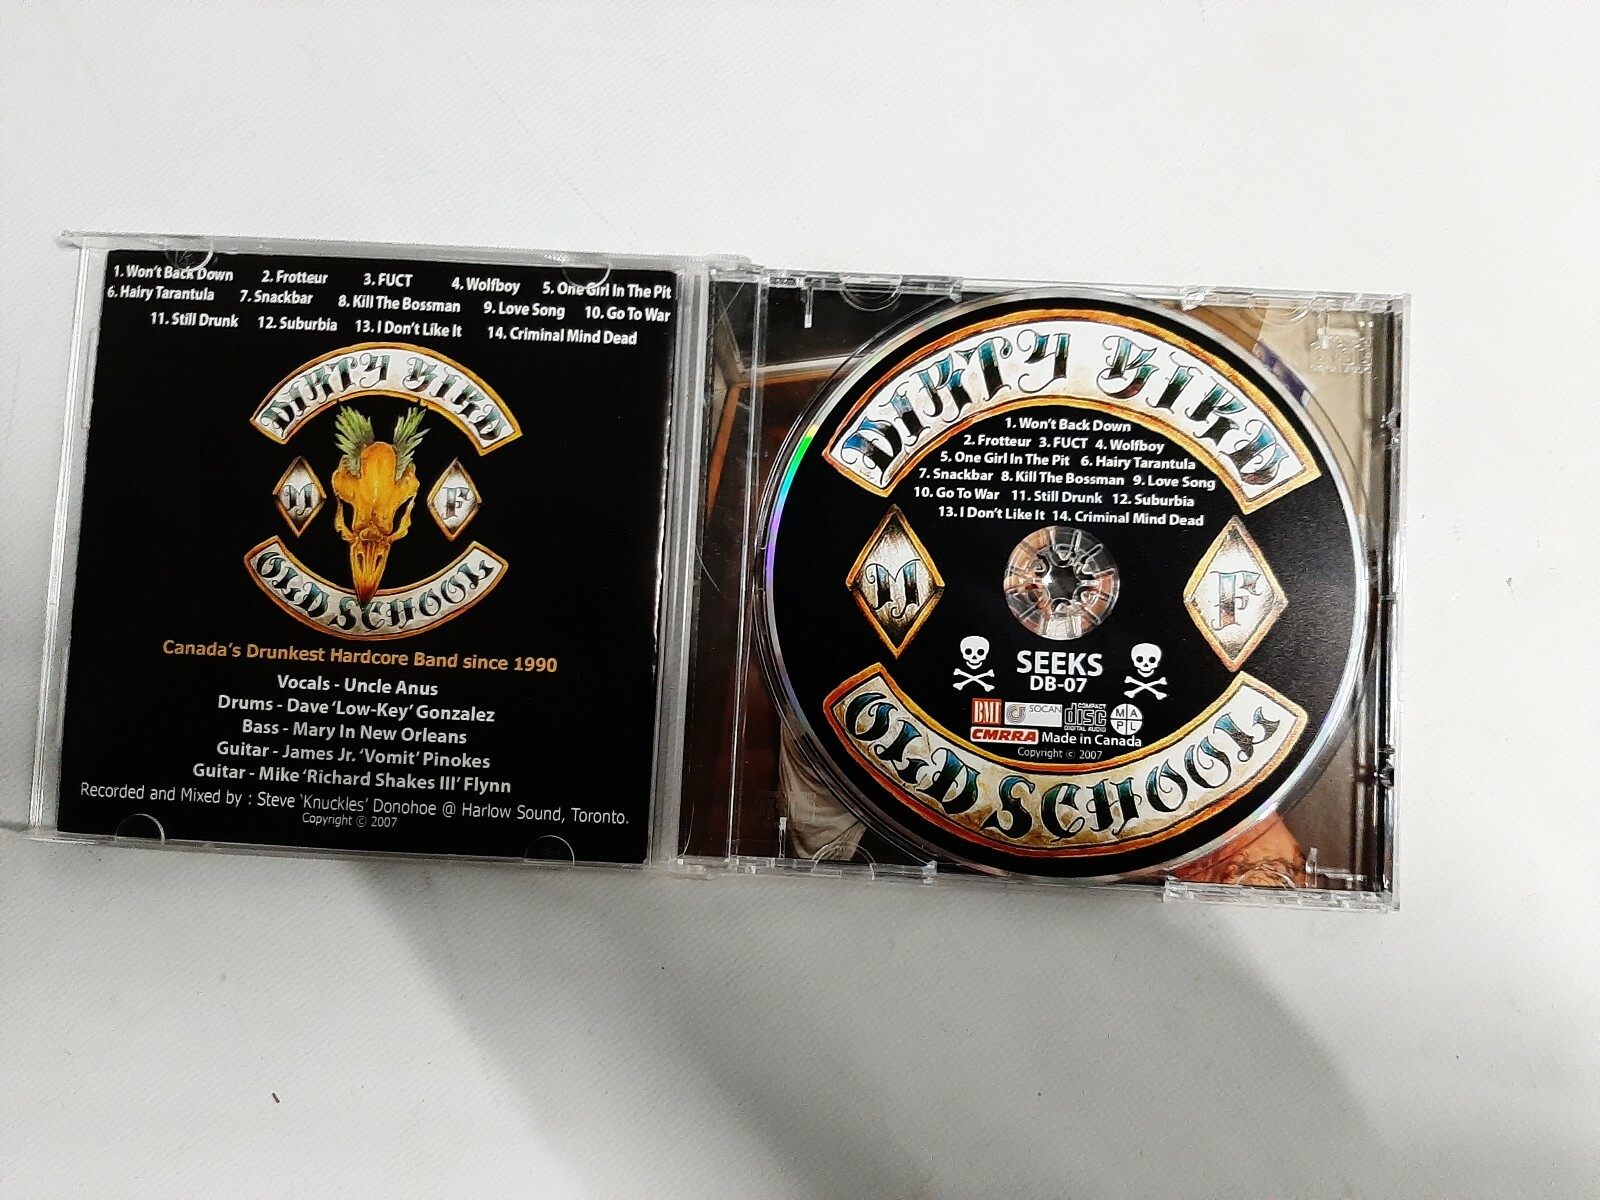 1. Won't Back Down 2. Frotteur 3. FUCT 4. Wolfboy 5. One Girl In The Pit
6. Hairy Tarantula 7. Snackbar 8. Kill The Bossman 9. Love Song 10. Go To War
11. Still Drunk 12. Suburbia 13. I Don't Like It 14. Criminal Mind Dead
DIRTY BIRD
M F
OLD SCHOOL
Canada's Drunkest Hardcore Band since 1990
Vocals - Uncle Anus
Drums - Dave 'Low-Key' Gonzalez
Bass - Mary In New Orleans
Guitar - James Jr. 'Vomit' Pinokes
Guitar - Mike 'Richard Shakes III' Flynn
Recorded and Mixed by : Steve 'Knuckles' Donohoe @ Harlow Sound, Toronto.
Copyright © 2007
DIRTY BIRD
1. Won't Back Down
2. Frotteur 3. FUCT 4. Wolfboy
5. One Girl In The Pit 6. Hairy Tarantula
7. Snackbar 8. Kill The Bossman 9. Love Song
10. Go To War 11. Still Drunk 12. Suburbia
13. I Don't Like It 14. Criminal Mind Dead
M F
SEEKS
DB-07
BMI SOCAN COMPACT disc DIGITAL AUDIO M A P L
CMRRA Made in Canada
Copyright © 2007
OLD SCHOOL